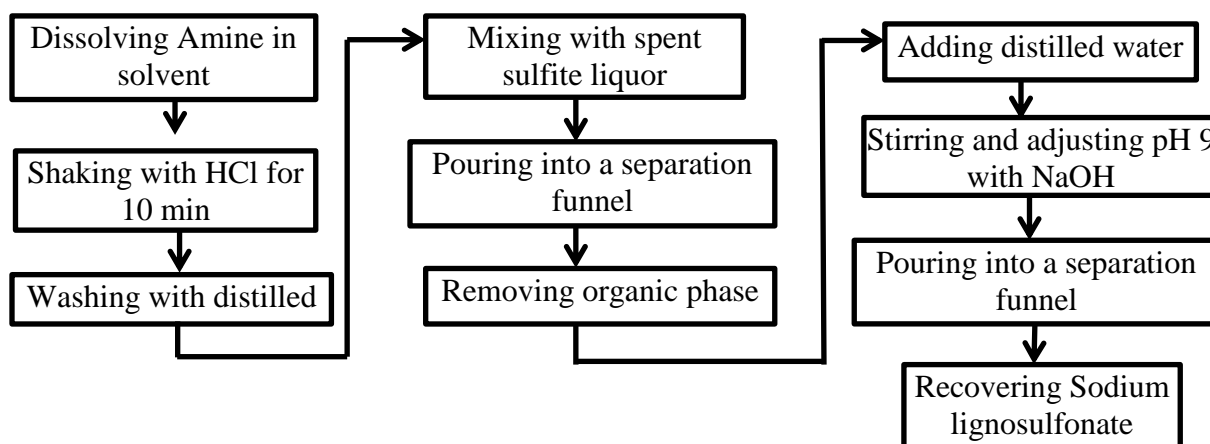 Dissolving Amine in
solvent
Shaking with HCl for
10 min
Washing with distilled
Mixing with spent
sulfite liquor
Pouring into a separation
funnel
Removing organic phase
Adding distilled water
Stirring and adjusting pH 9
with NaOH
Pouring into a separation
funnel
Recovering Sodium
lignosulfonate